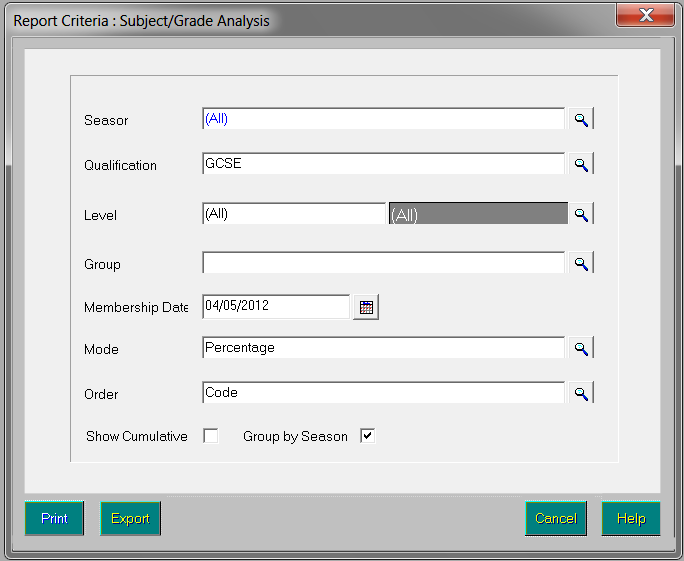 Report Criteria : Subject/Grade Analysis
Seasor (All)
Qualification GCSE
Level (All) (All)
Group
Membership Date 04/05/2012
Mode Percentage
Order Code
Show Cumulative Group by Season
Print Export Cancel Help